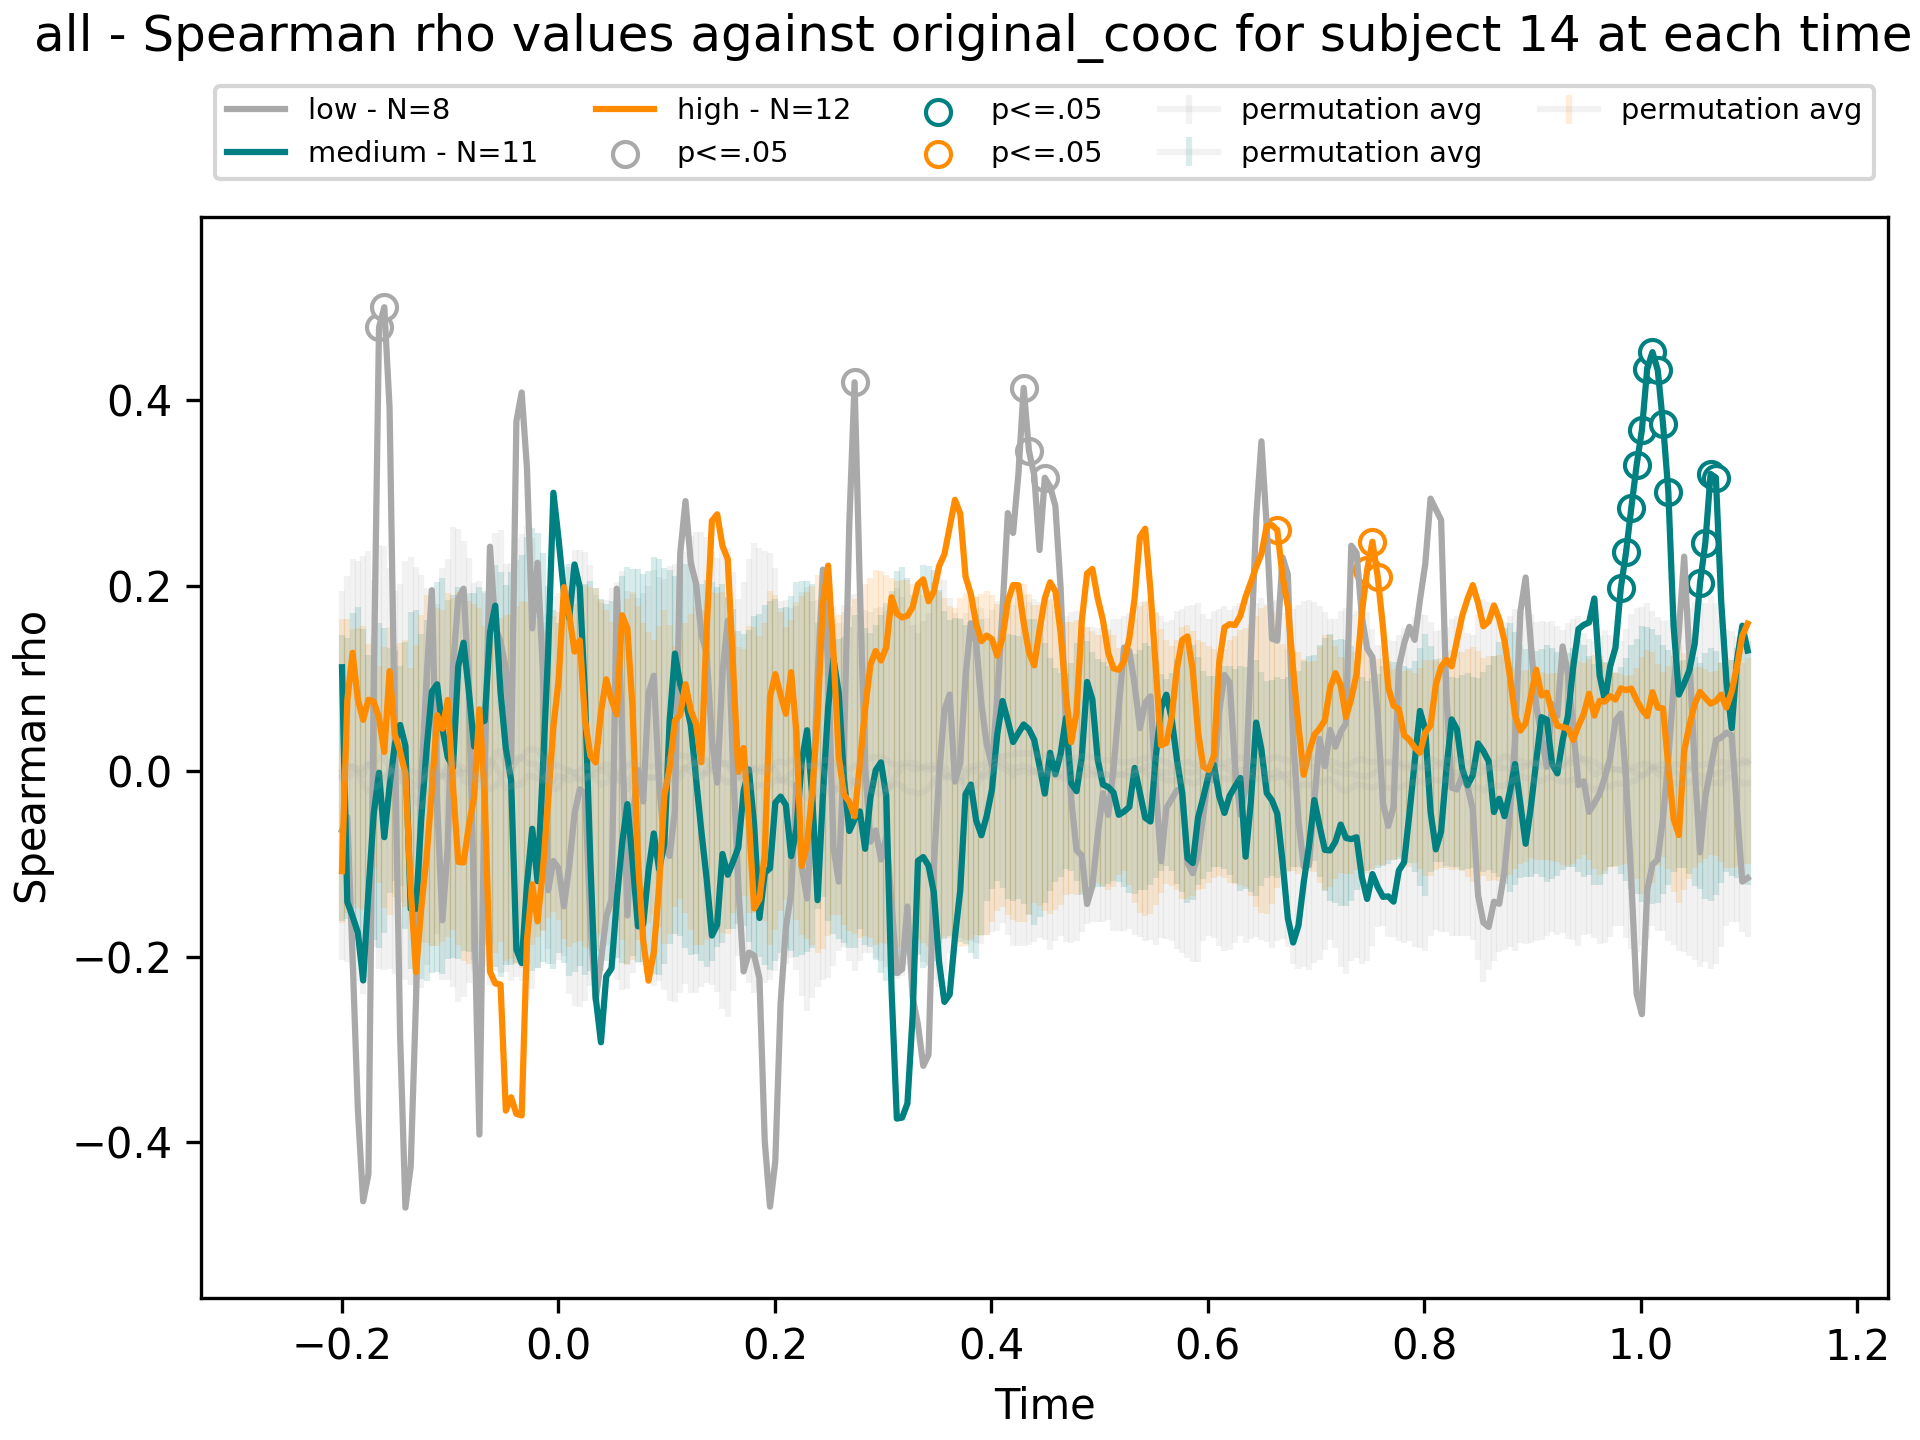 all - Spearman rho values against original_cooc for subject 14 at each time
low - N=8
medium - N=11
high - N=12
p<=.05
p<=.05
p<=.05
permutation avg
permutation avg
permutation avg
Spearman rho
0.4
0.2
0.0
−0.2
−0.4
−0.2 0.0 0.2 0.4 0.6 0.8 1.0 1.2
Time